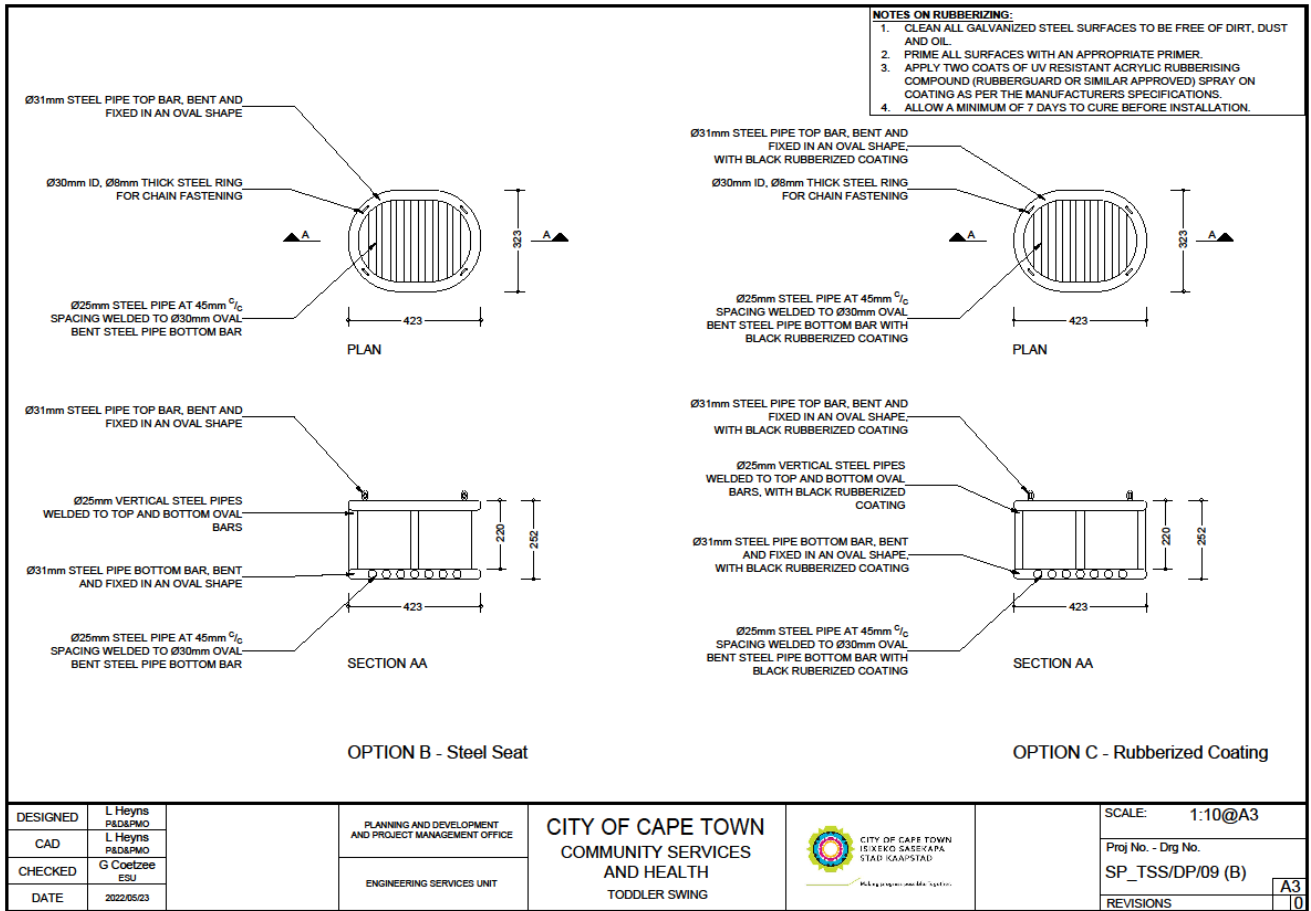 NOTES ON RUBBERIZING:
1. CLEAN ALL GALVANIZED STEEL SURFACES TO BE FREE OF DIRT, DUST
AND OIL.
2. PRIME ALL SURFACES WITH AN APPROPRIATE PRIMER.
3. APPLY TWO COATS OF UV RESISTANT ACRYLIC RUBBERISING
COMPOUND (RUBBERGUARD OR SIMILAR APPROVED) SPRAY ON
COATING AS PER THE MANUFACTURERS SPECIFICATIONS.
4. ALLOW A MINIMUM OF 7 DAYS TO CURE BEFORE INSTALLATION.
Ø31mm STEEL PIPE TOP BAR, BENT AND
FIXED IN AN OVAL SHAPE
Ø30mm ID, Ø8mm THICK STEEL RING
FOR CHAIN FASTENING
A
A
323
Ø25mm STEEL PIPE AT 45mm C/C
SPACING WELDED TO Ø30mm OVAL
BENT STEEL PIPE BOTTOM BAR
423
PLAN
Ø31mm STEEL PIPE TOP BAR, BENT AND
FIXED IN AN OVAL SHAPE
Ø25mm VERTICAL STEEL PIPES
WELDED TO TOP AND BOTTOM OVAL
BARS
220
252
Ø31mm STEEL PIPE BOTTOM BAR, BENT
AND FIXED IN AN OVAL SHAPE
423
Ø25mm STEEL PIPE AT 45mm C/C
SPACING WELDED TO Ø30mm OVAL
BENT STEEL PIPE BOTTOM BAR
SECTION AA
OPTION B - Steel Seat
Ø31mm STEEL PIPE TOP BAR, BENT AND
FIXED IN AN OVAL SHAPE,
WITH BLACK RUBBERIZED COATING
Ø30mm ID, Ø8mm THICK STEEL RING
FOR CHAIN FASTENING
A
A
323
Ø25mm STEEL PIPE AT 45mm C/C
SPACING WELDED TO Ø30mm OVAL
BENT STEEL PIPE BOTTOM BAR WITH
BLACK RUBBERIZED COATING
423
PLAN
Ø31mm STEEL PIPE TOP BAR, BENT AND
FIXED IN AN OVAL SHAPE,
WITH BLACK RUBBERIZED COATING
Ø25mm VERTICAL STEEL PIPES
WELDED TO TOP AND BOTTOM OVAL
BARS, WITH BLACK RUBBERIZED
COATING
220
252
Ø31mm STEEL PIPE BOTTOM BAR, BENT
AND FIXED IN AN OVAL SHAPE,
WITH BLACK RUBBERIZED COATING
423
Ø25mm STEEL PIPE AT 45mm C/C
SPACING WELDED TO Ø30mm OVAL
BENT STEEL PIPE BOTTOM BAR WITH
BLACK RUBERIZED COATING
SECTION AA
OPTION C - Rubberized Coating
DESIGNED
L Heyns
P&D&PMO
CAD
L Heyns
P&D&PMO
CHECKED
G Coetzee
ESU
DATE
2022/05/23
PLANNING AND DEVELOPMENT
AND PROJECT MANAGEMENT OFFICE
ENGINEERING SERVICES UNIT
CITY OF CAPE TOWN
COMMUNITY SERVICES
AND HEALTH
TODDLER SWING
CITY OF CAPE TOWN
ISIXEKO SASEKAPA
STAD KAAPSTAD
Making progress possible. Together.
SCALE: 1:10@A3
Proj No. - Drg No.
SP_TSS/DP/09 (B)
A3
REVISIONS 0